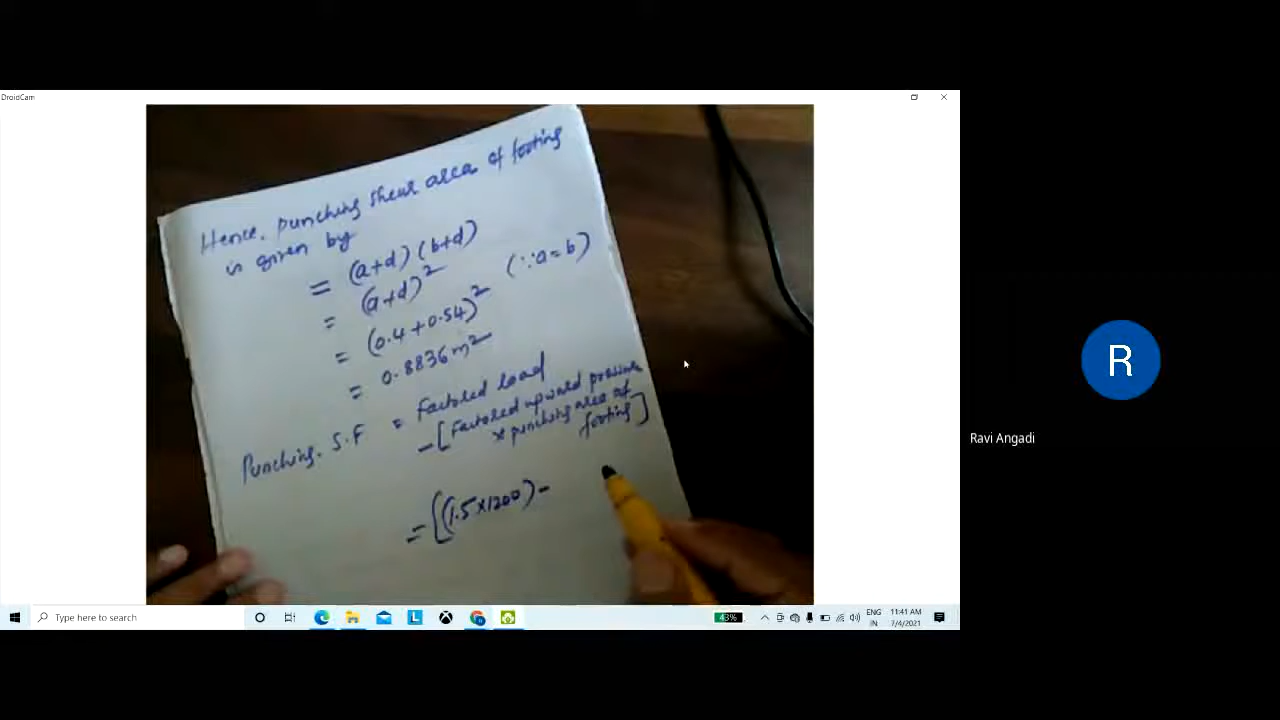 DroidCam
Hence, punching shear area of footing
is given by
= (a+d) (b+d)
= (a+d)² (∵a=b)
= (0.4+0.54)²
= 0.8836 m²
Punching. S.F = Factored load
- [Factored upward pressure
x punching area of
footing]
= [(1.5×1200) -
R
Ravi Angadi
Type here to search
43%
ENG
IN
11:41 AM
7/4/2021